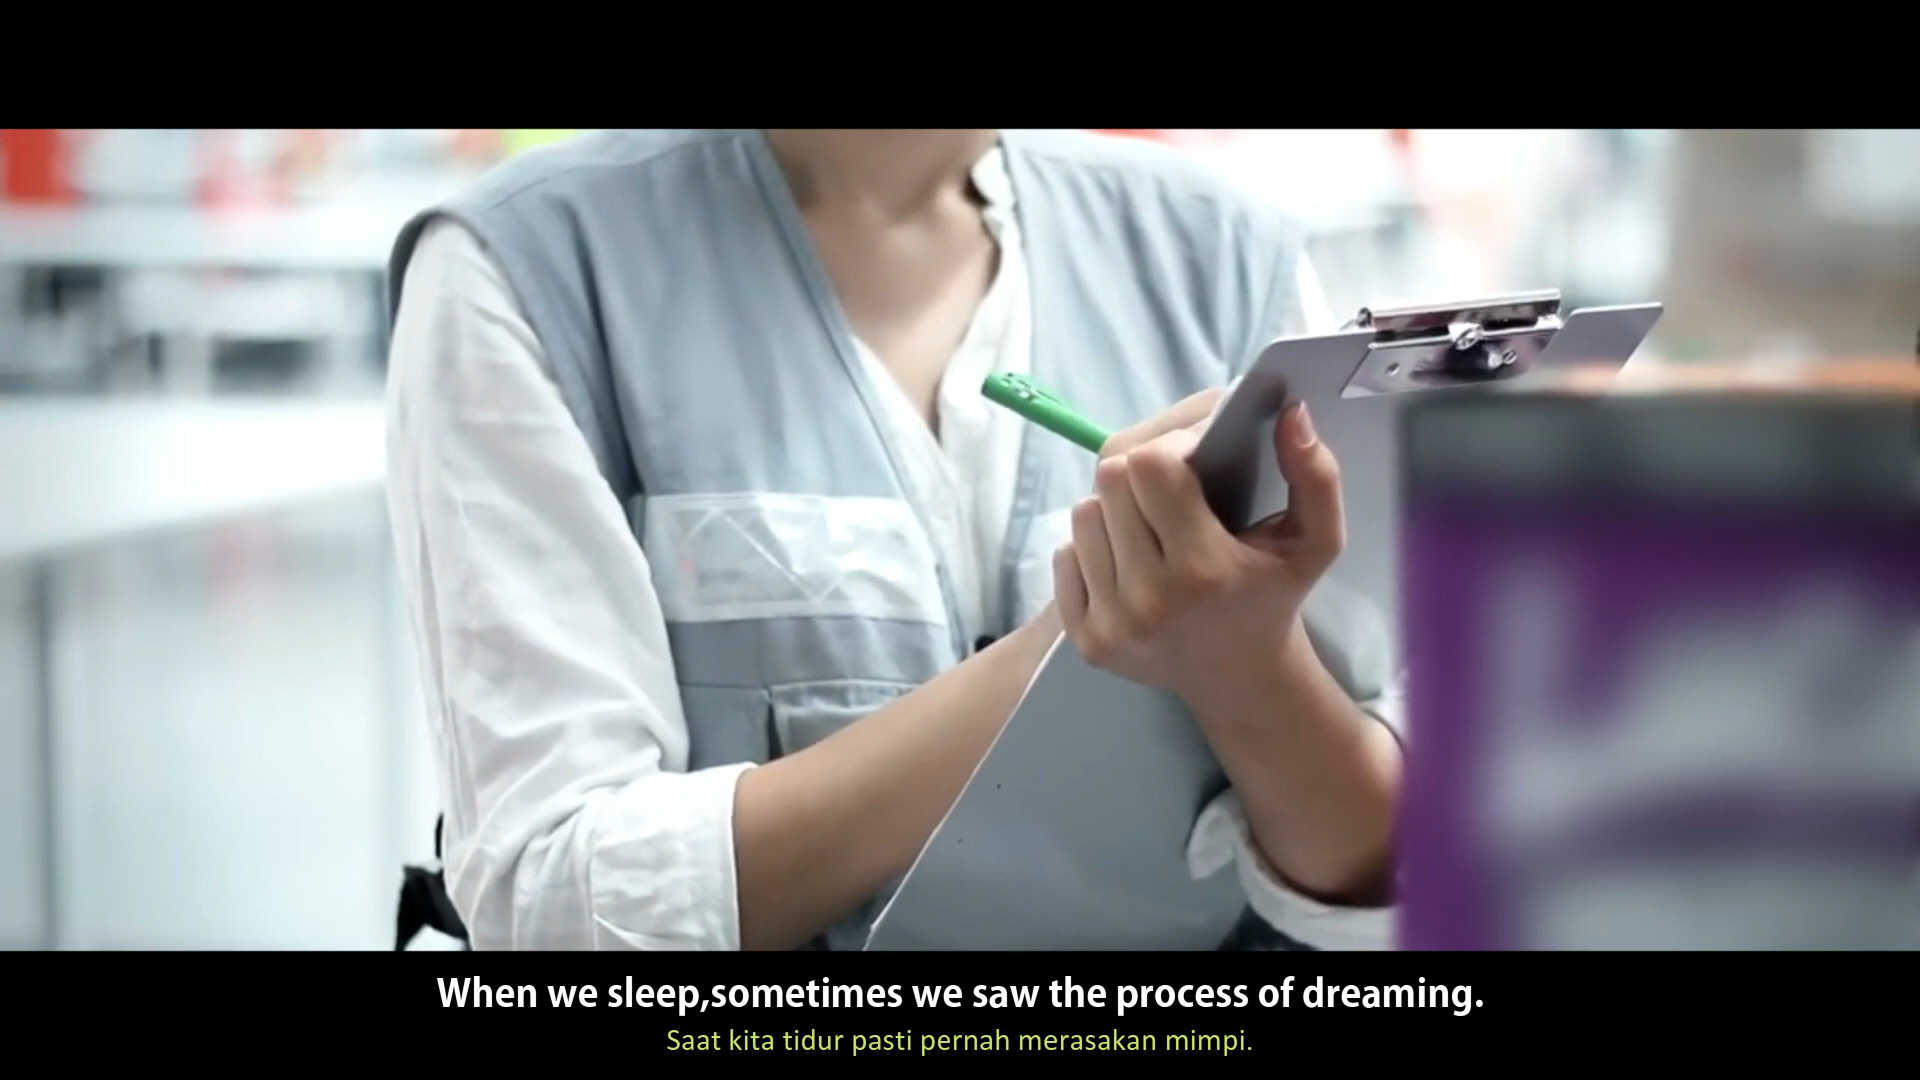 When we sleep,sometimes we saw the process of dreaming.
Saat kita tidur pasti pernah merasakan mimpi.